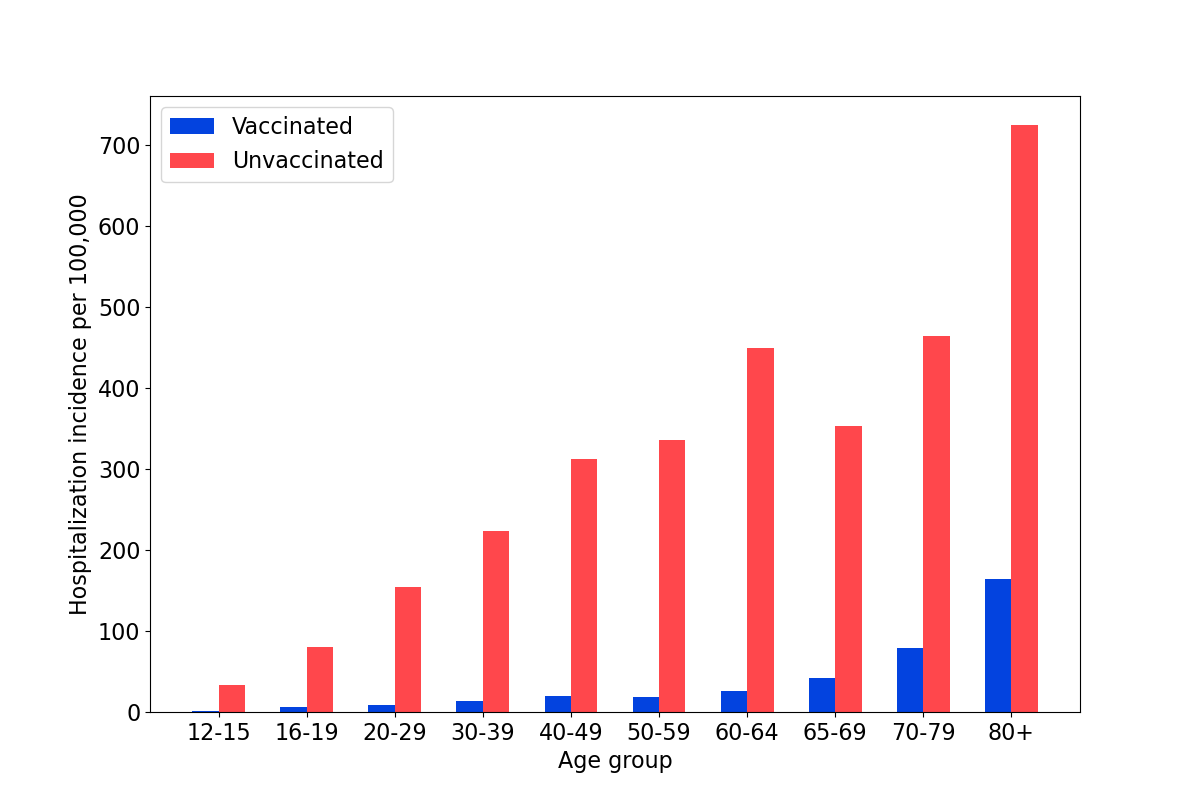 Vaccinated
Unvaccinated
Hospitalization incidence per 100,000
700
600
500
400
300
200
100
0
12-15 16-19 20-29 30-39 40-49 50-59 60-64 65-69 70-79 80+
Age group